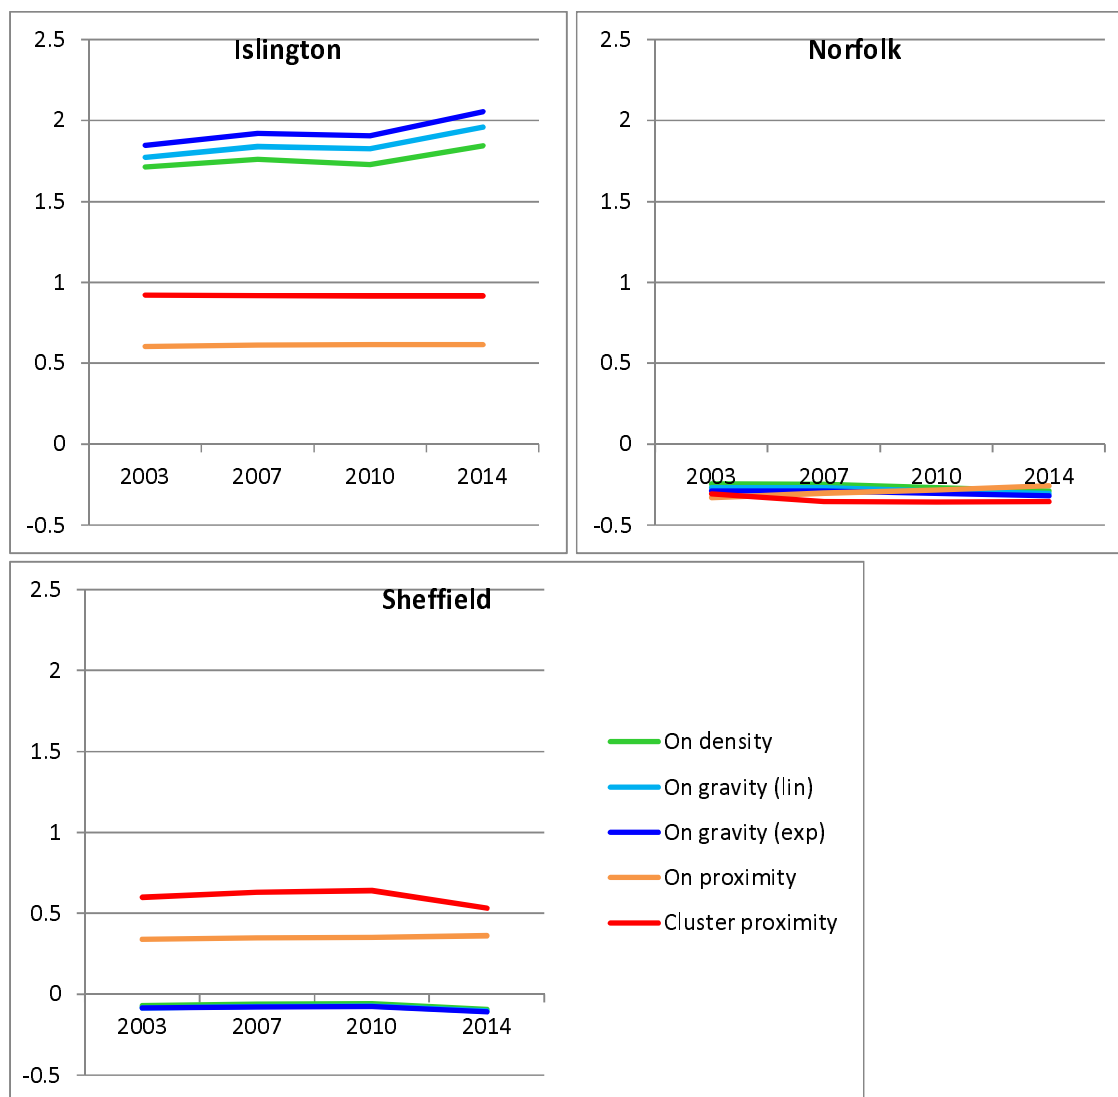 Islington
2.5
2
1.5
1
0.5
0
-0.5
2003 2007 2010 2014
Norfolk
2.5
2
1.5
1
0.5
0
-0.5
2003 2007 2010 2014
Sheffield
2.5
2
1.5
1
0.5
0
-0.5
2003 2007 2010 2014
On density
On gravity (lin)
On gravity (exp)
On proximity
Cluster proximity